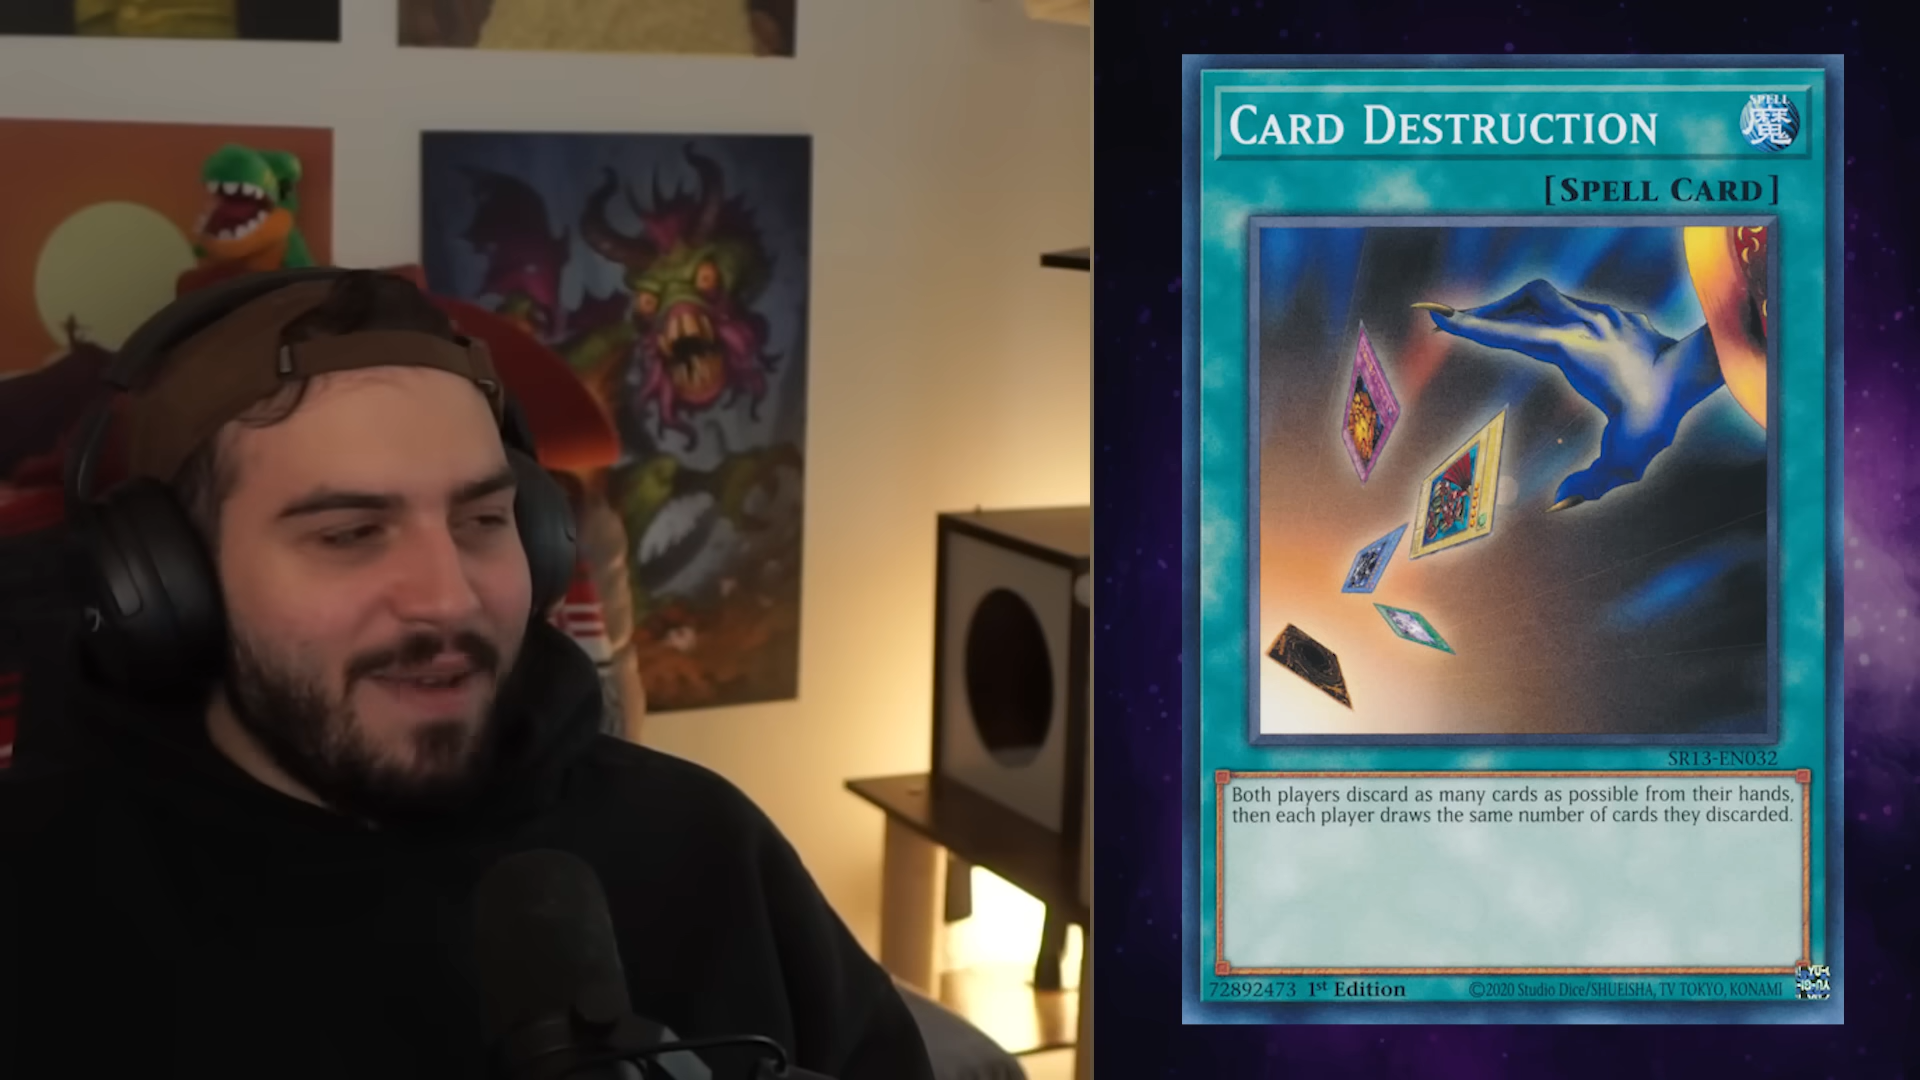 CARD DESTRUCTION
SPELL
魔
[SPELL CARD]
SR13-EN032
Both players discard as many cards as possible from their hands,
then each player draws the same number of cards they discarded.
72892473 1st Edition
©2020 Studio Dice/SHUEISHA, TV TOKYO, KONAMI